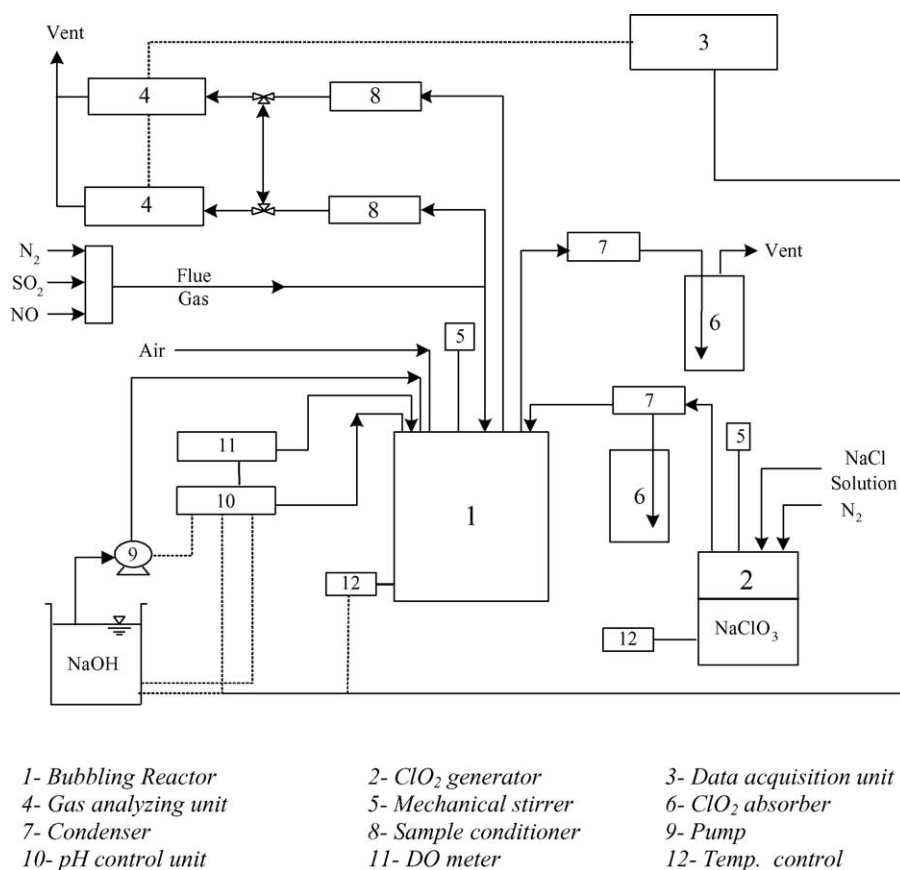 Vent
3
4
8
4
8
N₂
SO₂
NO
Flue
Gas
7
Vent
6
5
Air
7
5
11
10
6
NaCl
Solution
N₂
1
9
12
2
NaOH
12
NaClO₃
1- Bubbling Reactor
2- ClO₂ generator
3- Data acquisition unit
4- Gas analyzing unit
5- Mechanical stirrer
6- ClO₂ absorber
7- Condenser
8- Sample conditioner
9- Pump
10- pH control unit
11- DO meter
12- Temp. control